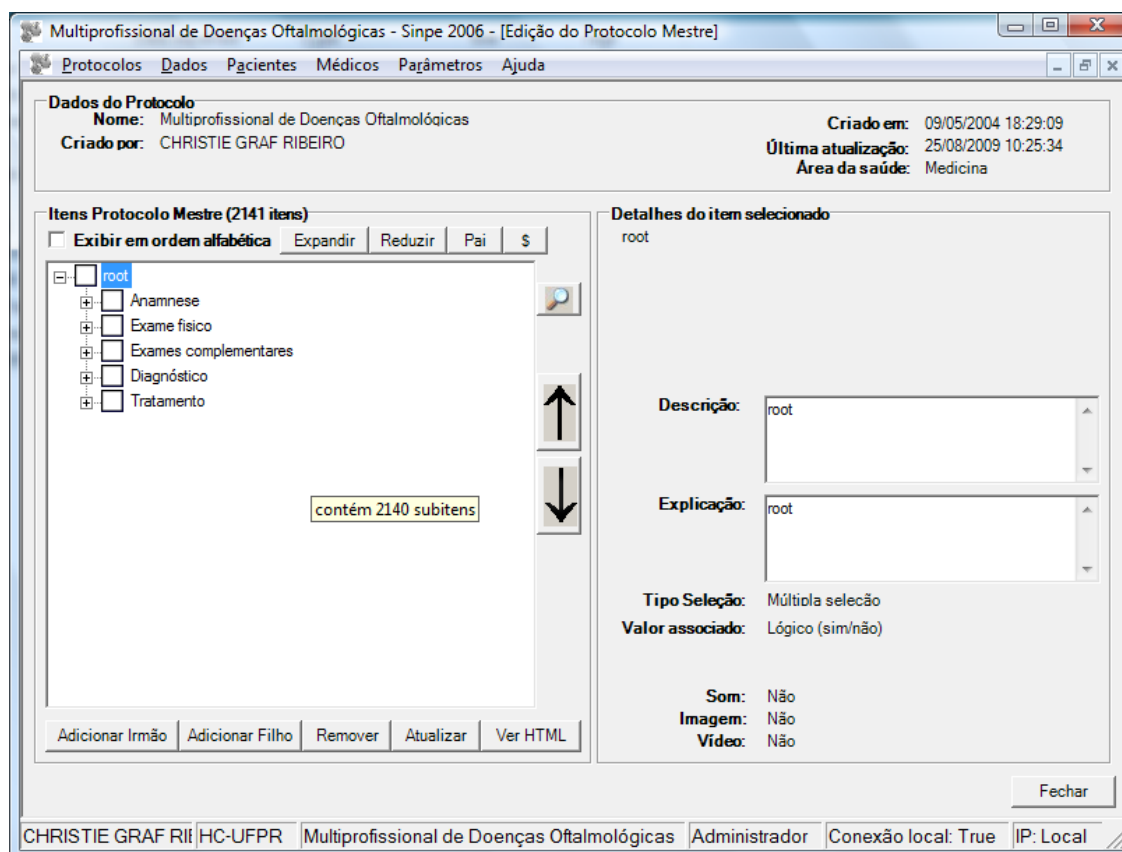 Multiprofissional de Doenças Oftalmológicas - Sinpe 2006 - [Edição do Protocolo Mestre]
Protocolos Dados Pacientes Médicos Parâmetros Ajuda
Dados do Protocolo
Nome: Multiprofissional de Doenças Oftalmológicas
Criado por: CHRISTIE GRAF RIBEIRO
Criado em: 09/05/2004 18:29:09
Última atualização: 25/08/2009 10:25:34
Área da saúde: Medicina
Itens Protocolo Mestre (2141 itens)
Exibir em ordem alfabética Expandir Reduzir Pai $
root
Anamnese
Exame fisico
Exames complementares
Diagnóstico
Tratamento
contém 2140 subitens
Adicionar Irmão Adicionar Filho Remover Atualizar Ver HTML
Detalhes do item selecionado
root
Descrição: root
Explicação: root
Tipo Seleção: Múltipla seleção
Valor associado: Lógico (sim/não)
Som: Não
Imagem: Não
Vídeo: Não
Fechar
CHRISTIE GRAF RIE HC-UFPR Multiprofissional de Doenças Oftalmológicas Administrador Conexão local: True IP: Local